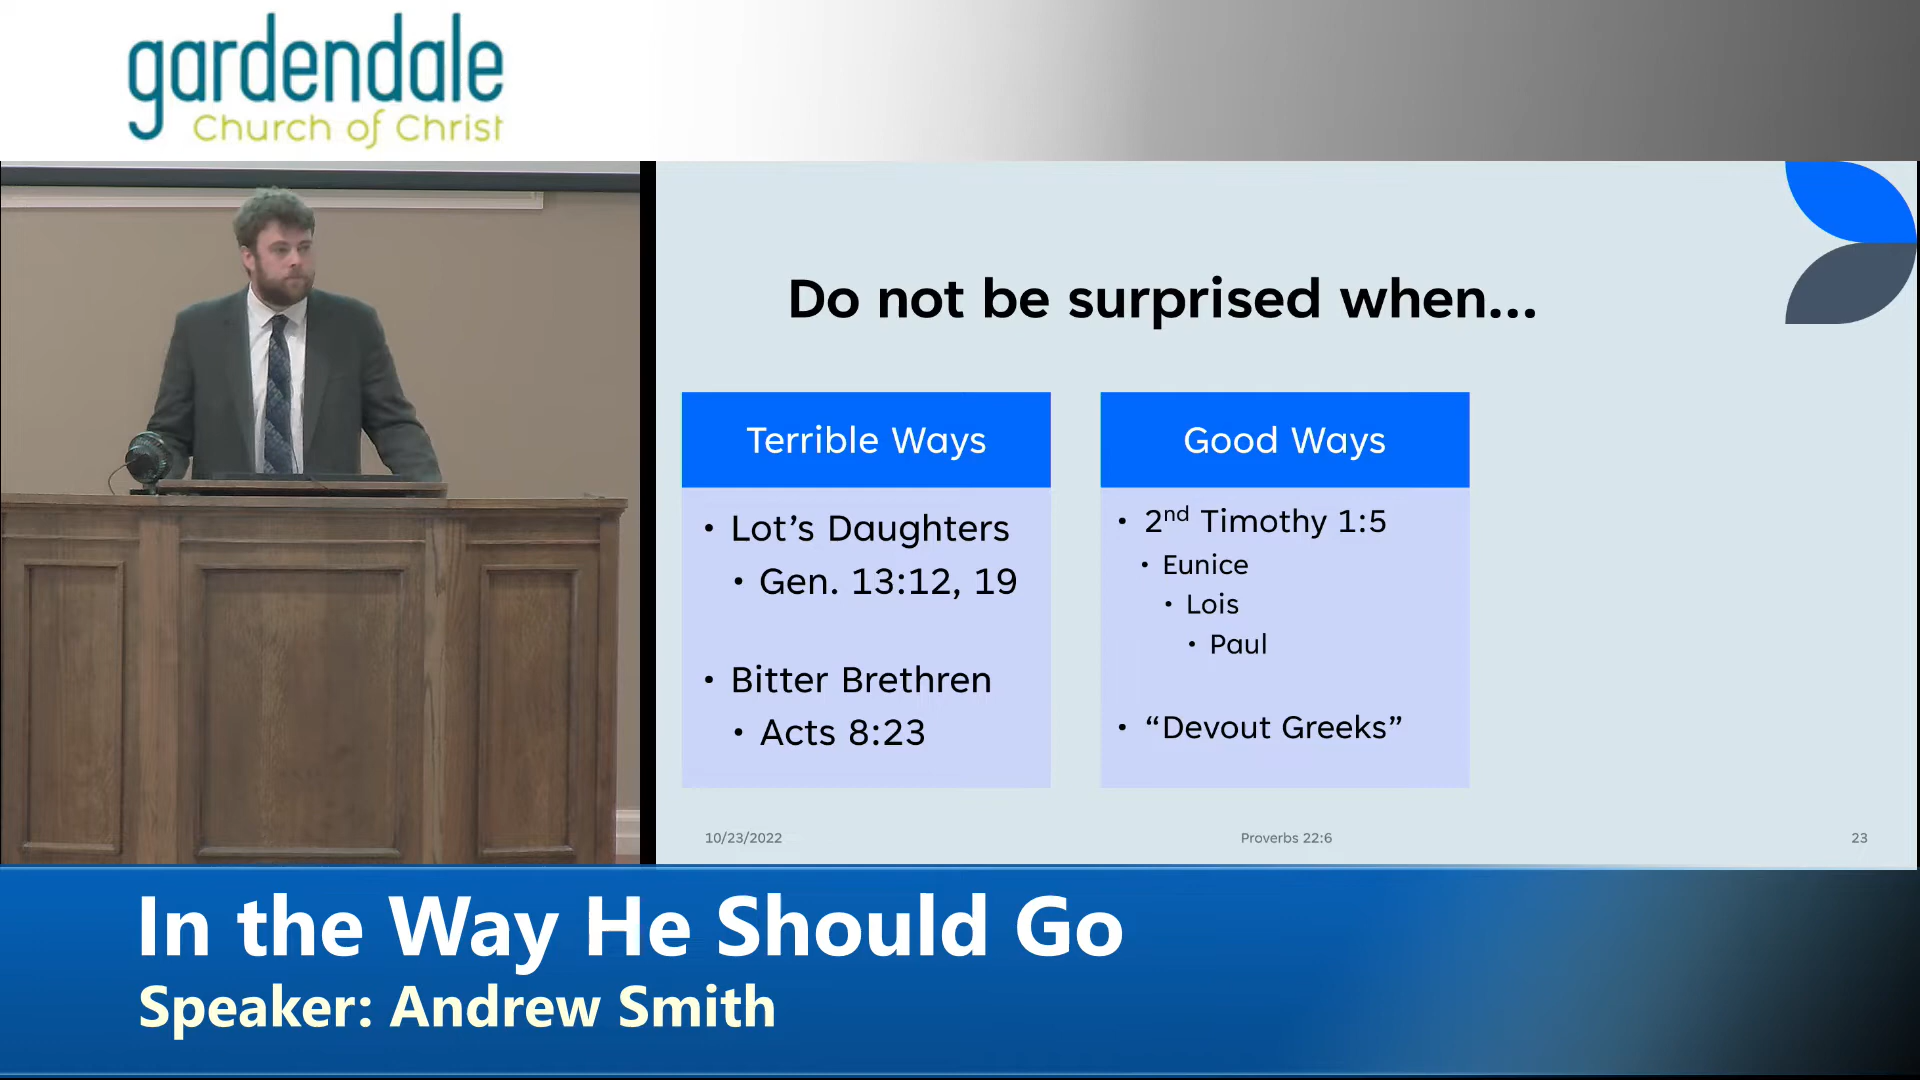 gardendale
Church of Christ
Do not be surprised when...
Terrible Ways
• Lot’s Daughters
• Gen. 13:12, 19
• Bitter Brethren
• Acts 8:23
Good Ways
• 2nd Timothy 1:5
• Eunice
• Lois
• Paul
• “Devout Greeks”
10/23/2022
Proverbs 22:6
23
In the Way He Should Go
Speaker: Andrew Smith